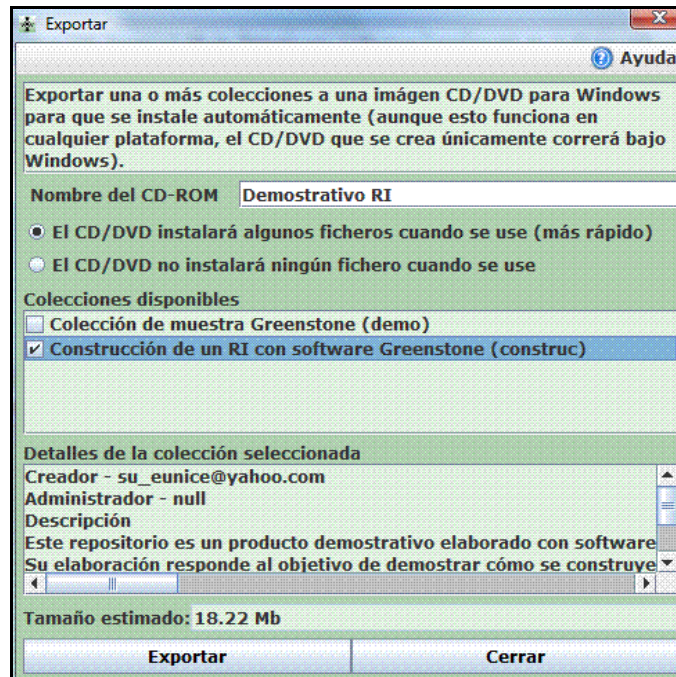 Exportar
Ayuda
Exportar una o más colecciones a una imágen CD/DVD para Windows
para que se instale automáticamente (aunque esto funciona en
cualquier plataforma, el CD/DVD que se crea únicamente correrá bajo
Windows).
Nombre del CD-ROM Demostrativo RI
El CD/DVD instalará algunos ficheros cuando se use (más rápido)
El CD/DVD no instalará ningún fichero cuando se use
Colecciones disponibles
Colección de muestra Greenstone (demo)
Construcción de un RI con software Greenstone (construc)
Detalles de la colección seleccionada
Creador - su_eunice@yahoo.com
Administrador - null
Descripción
Este repositorio es un producto demostrativo elaborado con software
Su elaboración responde al objetivo de demostrar cómo se construye
Tamaño estimado: 18.22 Mb
Exportar Cerrar